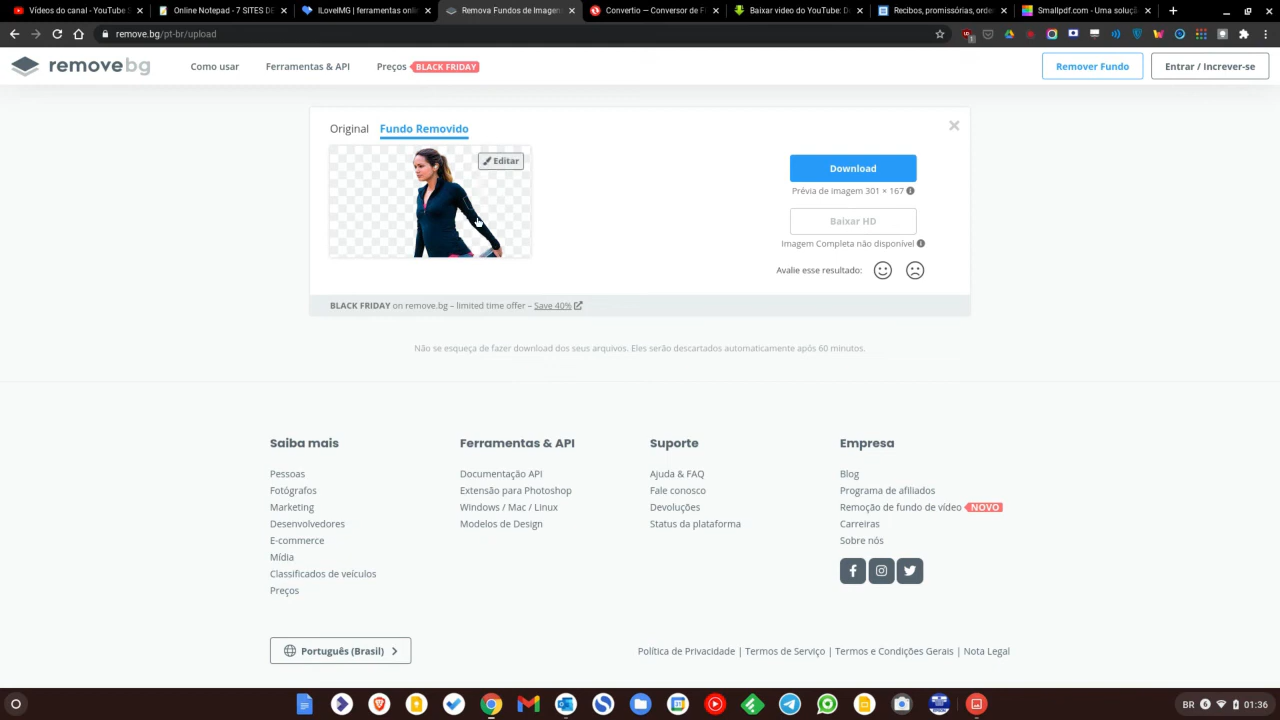 Vídeos do canal - YouTube S
Online Notepad - 7 SITES DE
ILoveIMG | ferramentas onlin
Remova Fundos de Imagens
Convertio — Conversor de F
Baixar video do YouTube: D
Recibos, promissórias, orde
Smallpdf.com - Uma soluçã
remove.bg/pt-br/upload
removebg
Como usar
Ferramentas & API
Preços BLACK FRIDAY
Remover Fundo
Entrar / Increver-se
Original
Fundo Removido
Editar
Download
Prévia de imagem 301 × 167
Baixar HD
Imagem Completa não disponível
Avalie esse resultado:
BLACK FRIDAY on remove.bg – limited time offer – Save 40%
Não se esqueça de fazer download dos seus arquivos. Eles serão descartados automaticamente após 60 minutos.
Saiba mais
Pessoas
Fotógrafos
Marketing
Desenvolvedores
E-commerce
Mídia
Classificados de veículos
Preços
Ferramentas & API
Documentação API
Extensão para Photoshop
Windows / Mac / Linux
Modelos de Design
Suporte
Ajuda & FAQ
Fale conosco
Devoluções
Status da plataforma
Empresa
Blog
Programa de afiliados
Remoção de fundo de vídeo NOVO
Carreiras
Sobre nós
Português (Brasil)
Política de Privacidade | Termos de Serviço | Termos e Condições Gerais | Nota Legal
BR 6 01:36